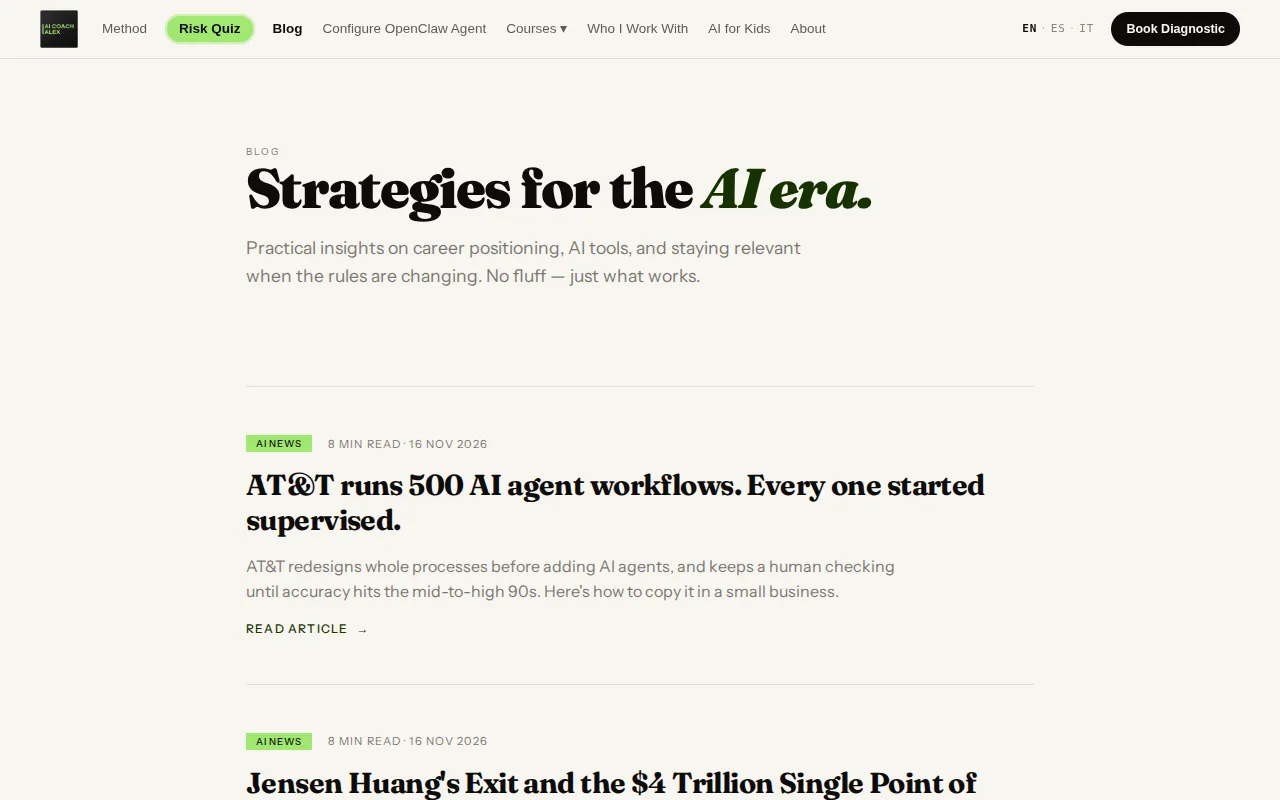 AI COACH
ALEX
Method
Risk Quiz
Blog
Configure OpenClaw Agent
Courses ▾
Who I Work With
AI for Kids
About
EN · ES · IT
Book Diagnostic
BLOG
Strategies for the AI era.
Practical insights on career positioning, AI tools, and staying relevant
when the rules are changing. No fluff — just what works.
AI NEWS
8 MIN READ · 16 NOV 2026
AT&T runs 500 AI agent workflows. Every one started
supervised.
AT&T redesigns whole processes before adding AI agents, and keeps a human checking
until accuracy hits the mid-to-high 90s. Here's how to copy it in a small business.
READ ARTICLE →
AI NEWS
8 MIN READ · 16 NOV 2026
Jensen Huang's Exit and the $4 Trillion Single Point of